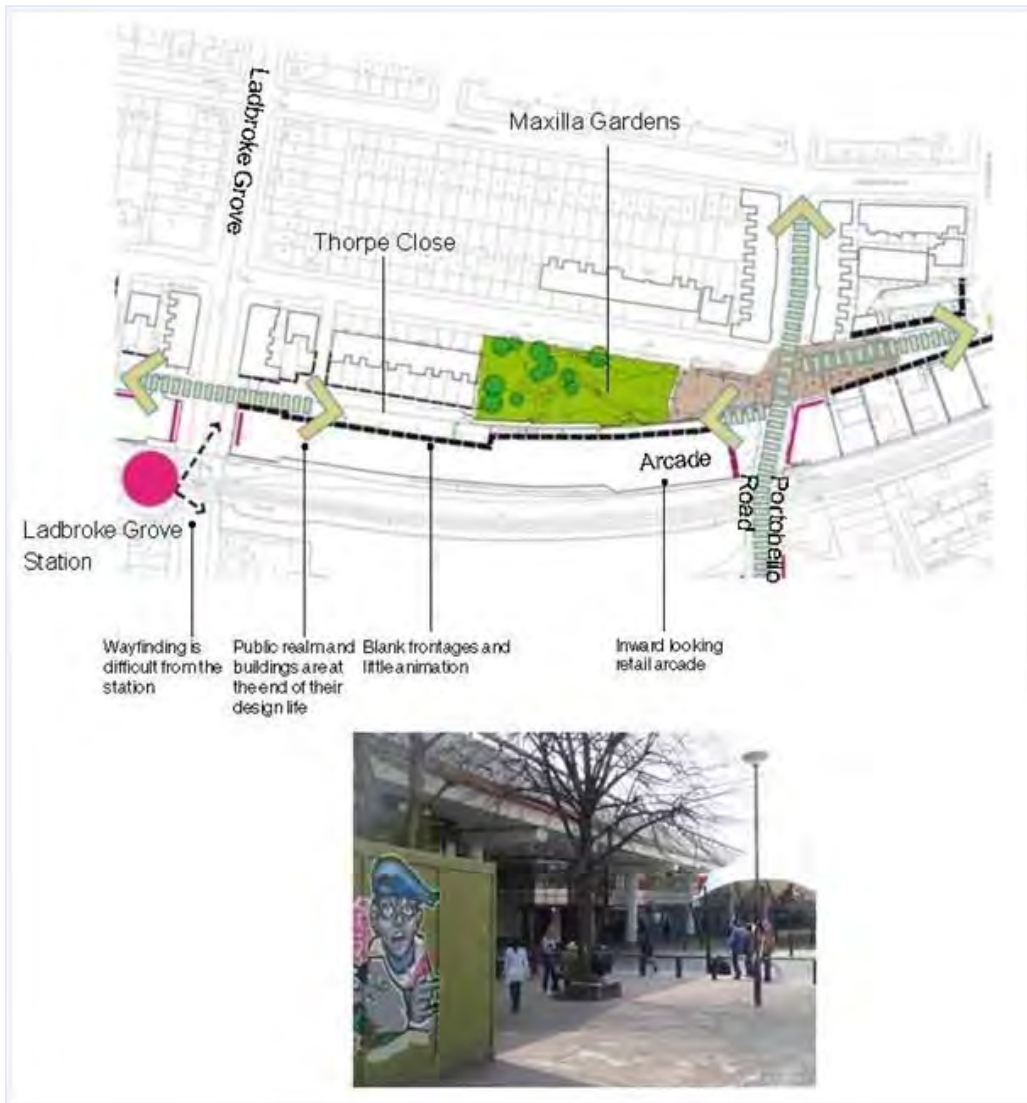 Ladbroke Grove
Maxilla Gardens
Thorpe Close
Arcade
Portobello
Road
Ladbroke Grove
Station
Wayfinding is
difficult from the
station
Public realm and
buildings are at
the end of their
design life
Blank frontages and
little animation
Inward looking
retail arcade